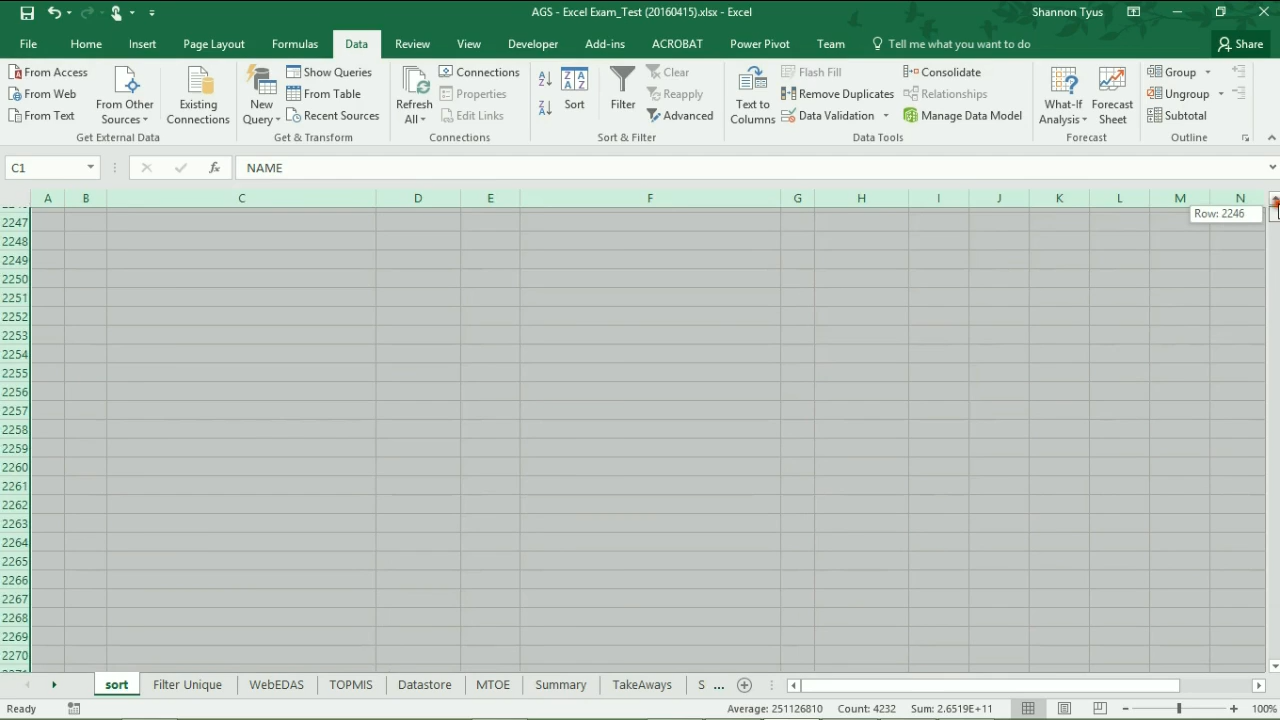 AGS - Excel Exam_Test (20160415).xlsx - Excel
Shannon Tyus
File Home Insert Page Layout Formulas Data Review View Developer Add-ins ACROBAT Power Pivot Team Tell me what you want to do Share
From Access
From Web
From Text
From Other Sources
Existing Connections
Get External Data
New Query
Show Queries
From Table
Recent Sources
Get & Transform
Refresh All
Connections
Properties
Edit Links
Connections
Sort
Filter
Clear
Reapply
Advanced
Sort & Filter
Text to Columns
Flash Fill
Remove Duplicates
Data Validation
Consolidate
Relationships
Manage Data Model
Data Tools
What-If Analysis
Forecast Sheet
Forecast
Group
Ungroup
Subtotal
Outline
C1 fx NAME
A B C D E F G H I J K L M N
Row: 2246
2247
2248
2249
2250
2251
2252
2253
2254
2255
2256
2257
2258
2259
2260
2261
2262
2263
2264
2265
2266
2267
2268
2269
2270
sort Filter Unique WebEDAS TOPMIS Datastore MTOE Summary TakeAways S ...
Ready Average: 251126810 Count: 4232 Sum: 2.6519E+11 100%